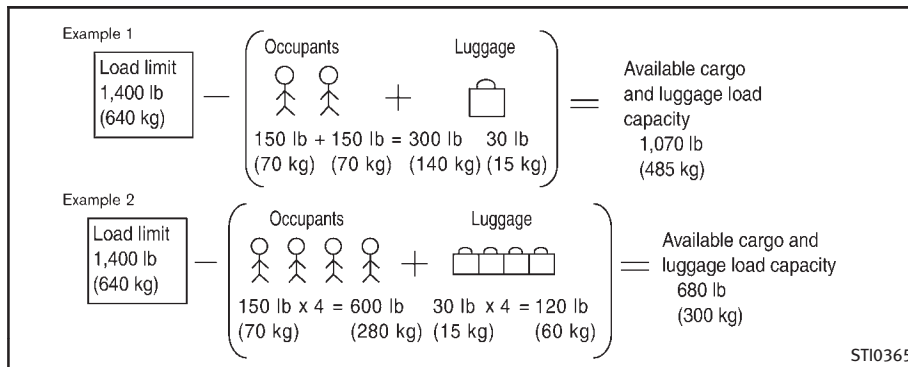 Example 1
Load limit
1,400 lb
(640 kg)
Occupants
Luggage
150 lb + 150 lb = 300 lb 30 lb
(70 kg) (70 kg) (140 kg) (15 kg)
Available cargo
and luggage load
capacity
1,070 lb
(485 kg)
Example 2
Load limit
1,400 lb
(640 kg)
Occupants
Luggage
150 lb x 4 = 600 lb 30 lb x 4 = 120 lb
(70 kg) (280 kg) (15 kg) (60 kg)
Available cargo and
luggage load capacity
680 lb
(300 kg)
STI0365